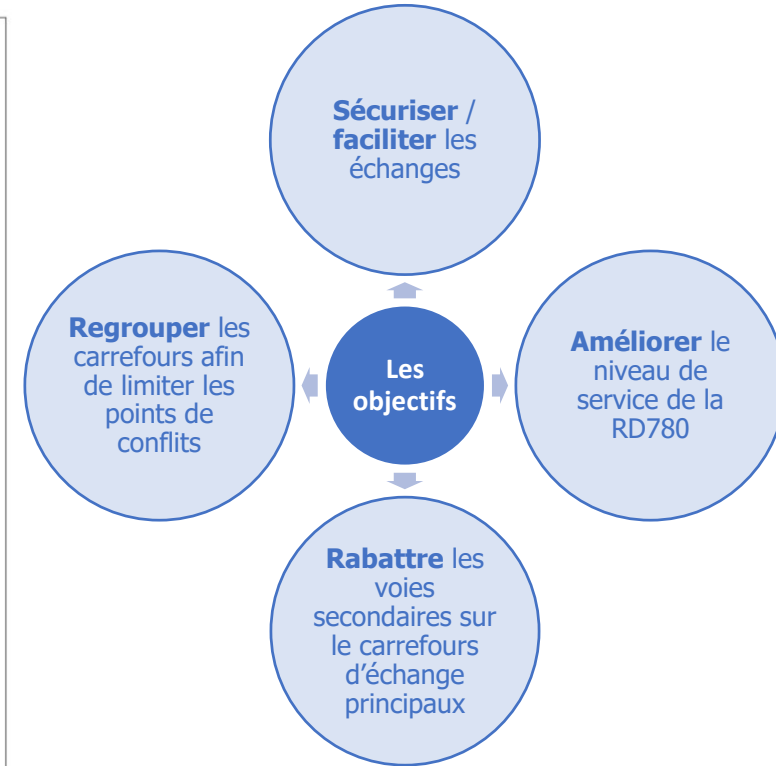 Sécuriser /
faciliter les
échanges
Regrouper les
carrefours afin
de limiter les
points de
conflits
Les
objectifs
Améliorer le
niveau de
service de la
RD780
Rabattre les
voies
secondaires sur
le carrefours
d'échange
principaux